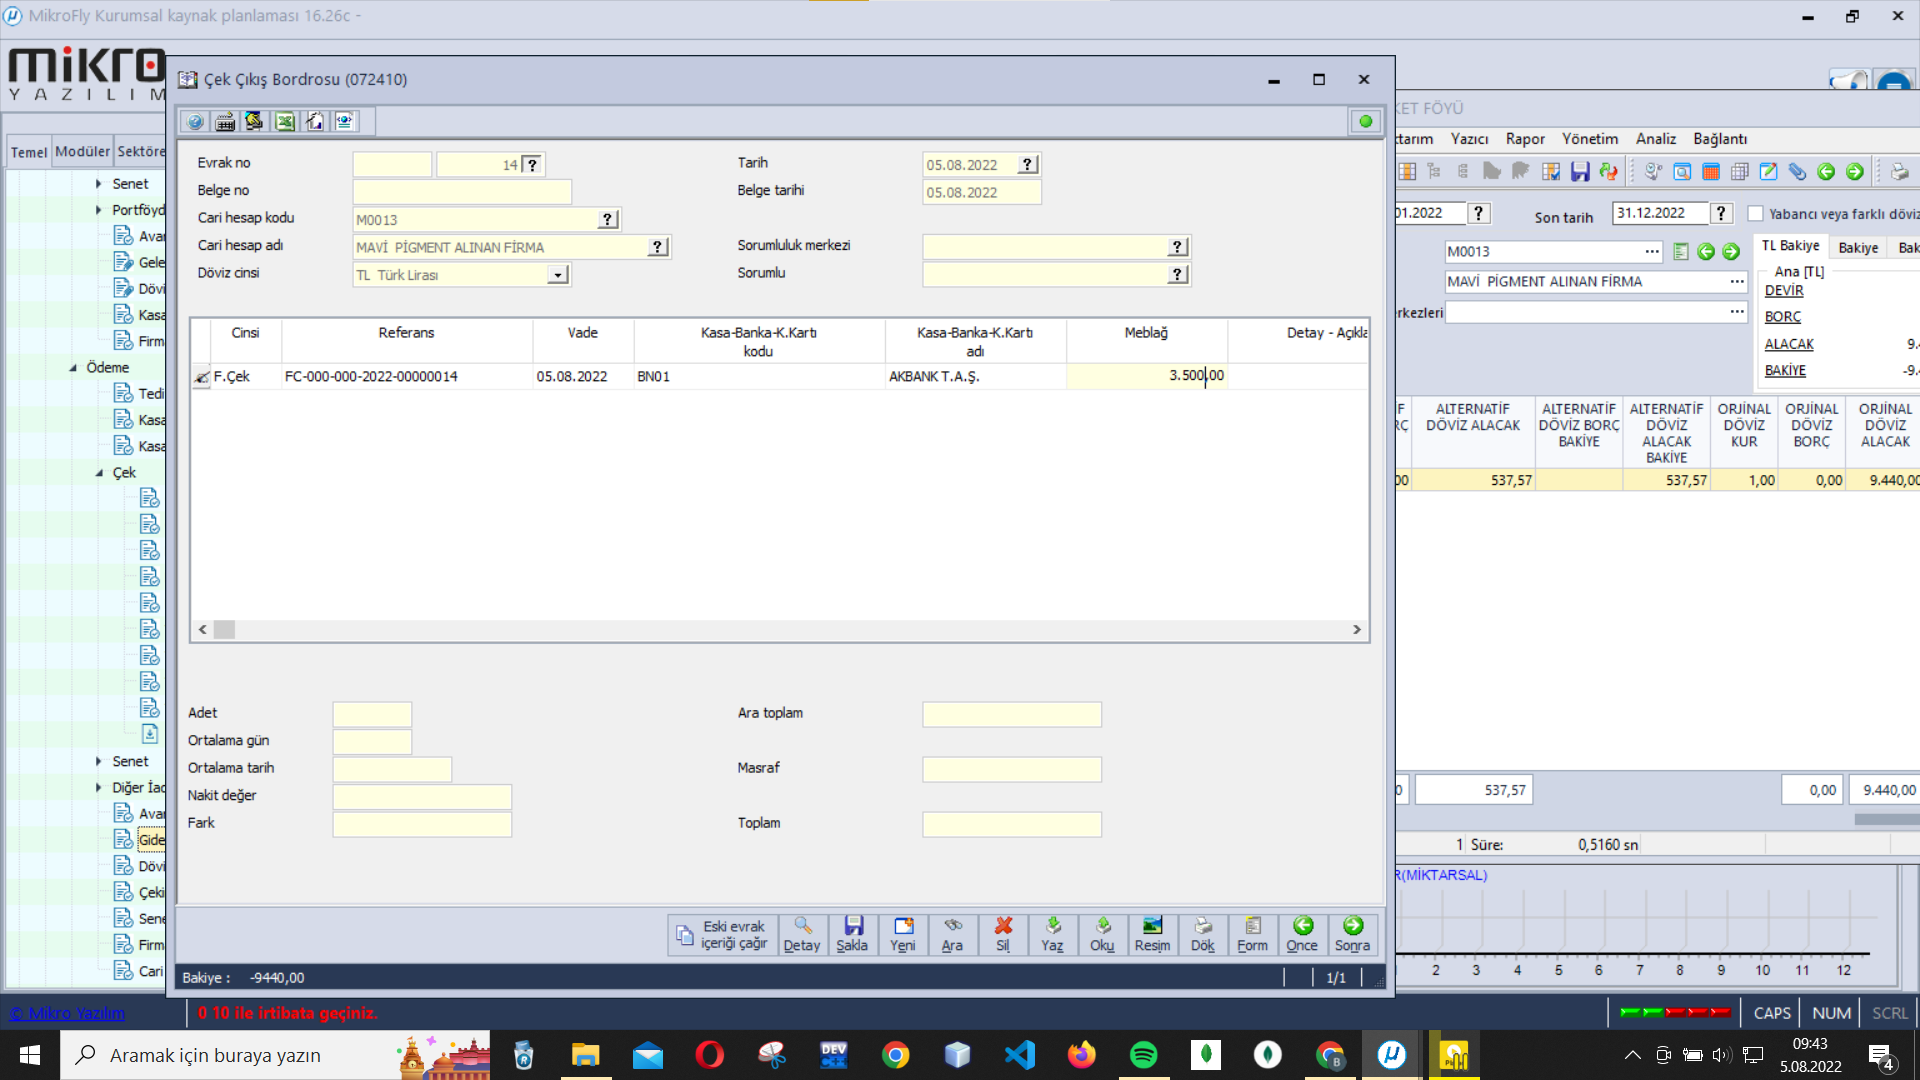 MikroFly Kurumsal kaynak planlaması 16.26c -
mikro
YAZILIM
Temel Modüler Sektöre
Senet
Portföyd
Avar
Gele
Dövi
Kasa
Firm
Ödeme
Tedi
Kasa
Kasa
Çek
Senet
Diğer İac
Avar
Gide
Dövi
Çeki
Sene
Firm
Cari
Çek Çıkış Bordrosu (072410)
Evrak no 14 ? Tarih 05.08.2022 ?
Belge no Belge tarihi 05.08.2022
Cari hesap kodu M0013 ?
Cari hesap adı MAVİ PİGMENT ALINAN FİRMA ? Sorumluluk merkezi ?
Döviz cinsi TL Türk Lirası Sorumlu ?
Cinsi Referans Vade Kasa-Banka-K.Kartı kodu Kasa-Banka-K.Kartı adı Meblağ Detay - Açıkla
F.Çek FC-000-000-2022-00000014 05.08.2022 BN01 AKBANK T.A.Ş. 3.500,00
Adet Ara toplam
Ortalama gün
Ortalama tarih Masraf
Nakit değer
Fark Toplam
Eski evrak içeriği çağır Detay Sakla Yeni Ara Sil Yaz Oku Resim Dök Form Önce Sonra
Bakiye : -9440,00 1/1
KET FÖYÜ
ktarım Yazıcı Rapor Yönetim Analiz Bağlantı
01.2022 ? Son tarih 31.12.2022 ? Yabancı veya farklı döviz
M0013 ...
MAVİ PİGMENT ALINAN FİRMA ...
rkezleri ...
TL Bakiye Bakiye Bak
Ana [TL]
DEVİR
BORÇ
ALACAK 9.
BAKİYE -9.
ALTERNATİF DÖVİZ ALACAK ALTERNATİF DÖVİZ BORÇ BAKİYE ALTERNATİF DÖVİZ ALACAK BAKİYE ORJİNAL DÖVİZ KUR ORJİNAL DÖVİZ BORÇ ORJİNAL DÖVİZ ALACAK
00 537,57 537,57 1,00 0,00 9.440,00
0 537,57 0,00 9.440,00
1 Süre: 0,5160 sn
R(MİKTARSAL)
1 2 3 4 5 6 7 8 9 10 11 12
© Mikro Yazılım 0 10 ile irtibata geçiniz. CAPS NUM SCRL
Aramak için buraya yazın
DEV
09:43
5.08.2022
4